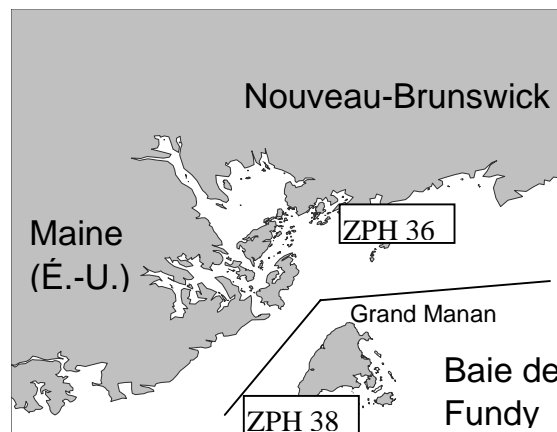 Nouveau-Brunswick
ZPH 36
Maine
(É.-U.)
Grand Manan
Baie de
Fundy
ZPH 38